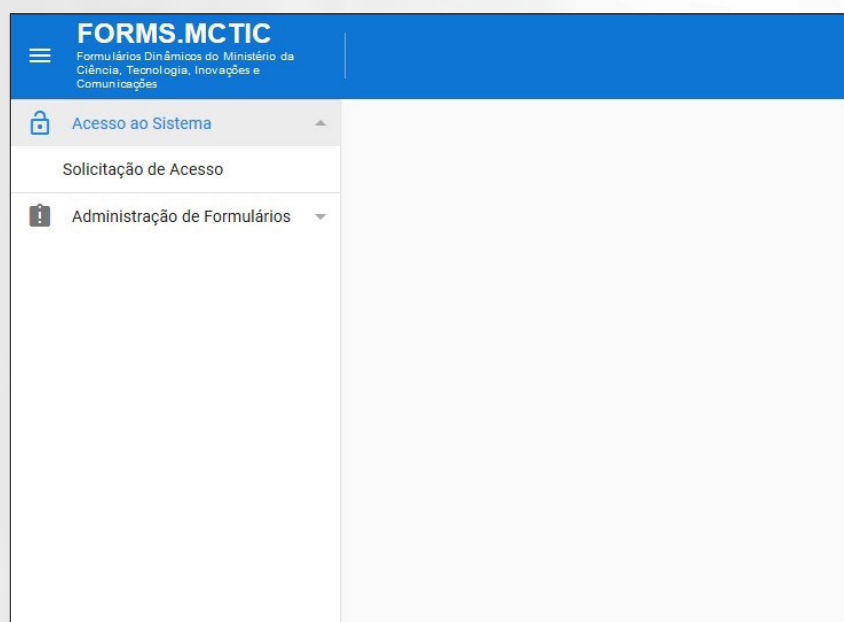 FORMS.MCTIC
Formulários Dinâmicos do Ministério da
Ciência, Tecnologia, Inovações e
Comunicações
Acesso ao Sistema
Solicitação de Acesso
Administração de Formulários